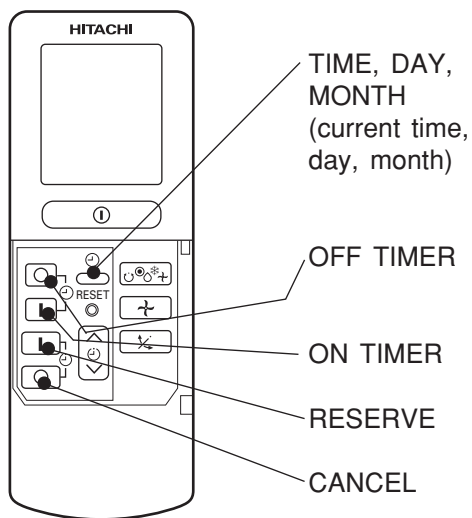 HITACHI
TIME, DAY,
MONTH
(current time,
day, month)
RESET
OFF TIMER
ON TIMER
RESERVE
CANCEL